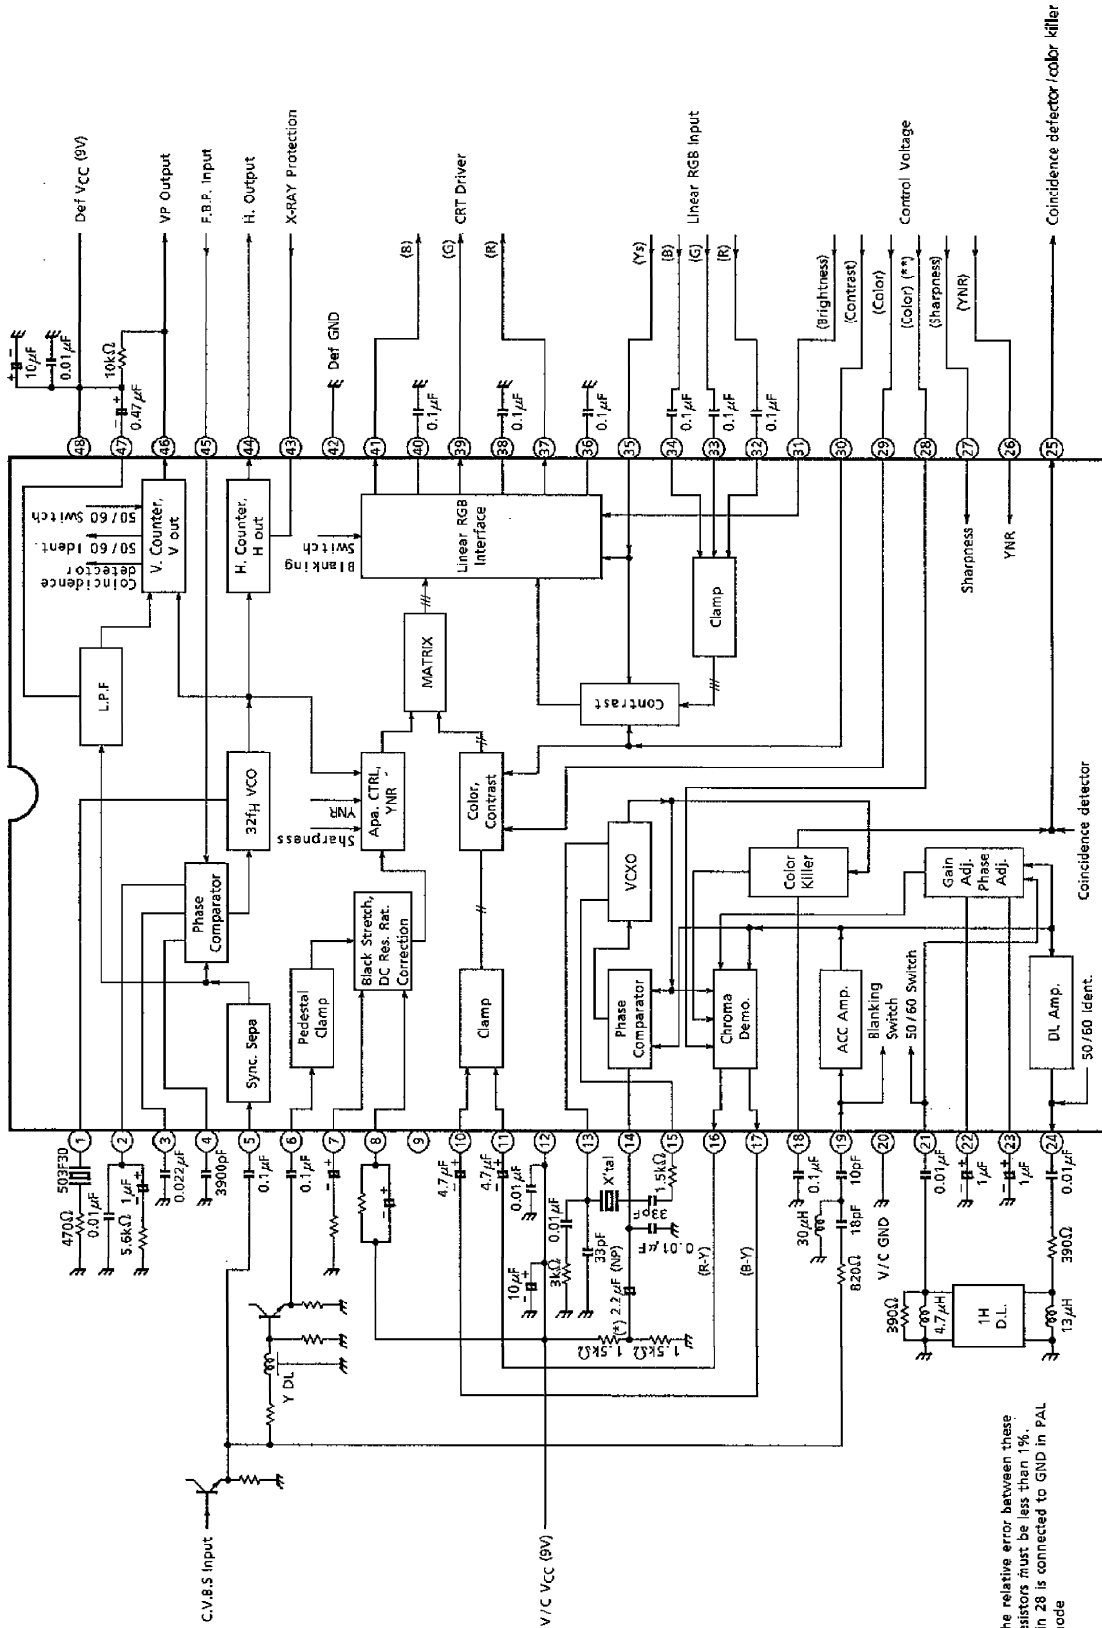 Def VCC (9V)
VP Output
F.B.P. Input
H. Output
X-RAY Protection
(B)
CRT Driver
(G)
(R)
Linear RGB Input
(Ys)
(B)
(G)
(R)
Control Voltage
(Brightness)
(Contrast)
(Color)
(Color) (**)
(Sharpness)
(YNR)
Coincidence defector/color killer
10μF
0.01μF
10kΩ
0.47μF
Def GND
0.1μF
0.1μF
0.1μF
0.1μF
0.1μF
0.1μF
Sharpness
YNR
48
47
46
45
44
43
42
41
40
39
38
37
36
35
34
33
32
31
30
29
28
27
26
25
50/60 Switch
50/60 Ident.
Coincidence
detector
V. Counter,
V out
H. Counter,
H out
Blanking
Switch
Linear RGB
Interface
Clamp
L.P.F
MATRIX
Contrast
32fH VCO
Sharpness
YNR
Apa. CTRL,
YNR
Color,
Contrast
VCXO
Color
Killer
Gain
Adj.
Phase
Adj.
Coincidence detector
Phase
Comparator
Black Stretch,
DC Res. Rat.
Correction
Sync. Sepa
Pedestal
Clamp
Clamp
Phase
Comparator
Chroma
Demo.
ACC Amp.
Blanking
Switch
50/60 Switch
DL Amp.
50/60 Ident.
1
2
3
4
5
6
7
8
9
10
11
12
13
14
15
16
17
18
19
20
21
22
23
24
503F30
470Ω
0.01μF
5.6kΩ
1μF
0.022μF
3900pF
0.1μF
0.1μF
4.7μF
4.7μF
0.01μF
10μF
0.01μF
3kΩ
33pF
X'tal
33pF
1.5kΩ
0.01μF
(*) 2.2μF (NP)
1.5kΩ
1.5kΩ
(R-Y)
(B-Y)
0.1μF
30μH
10pF
18pF
820Ω
V/C GND
0.01μF
390Ω
4.7μH
1μF
1μF
0.01μF
390Ω
1H
D.L.
13μH
Y DL
C.V.B.S Input
V/C VCC (9V)
he relative error between these
esistors must be less than 1%.
in 28 is connected to GND in PAL
ode